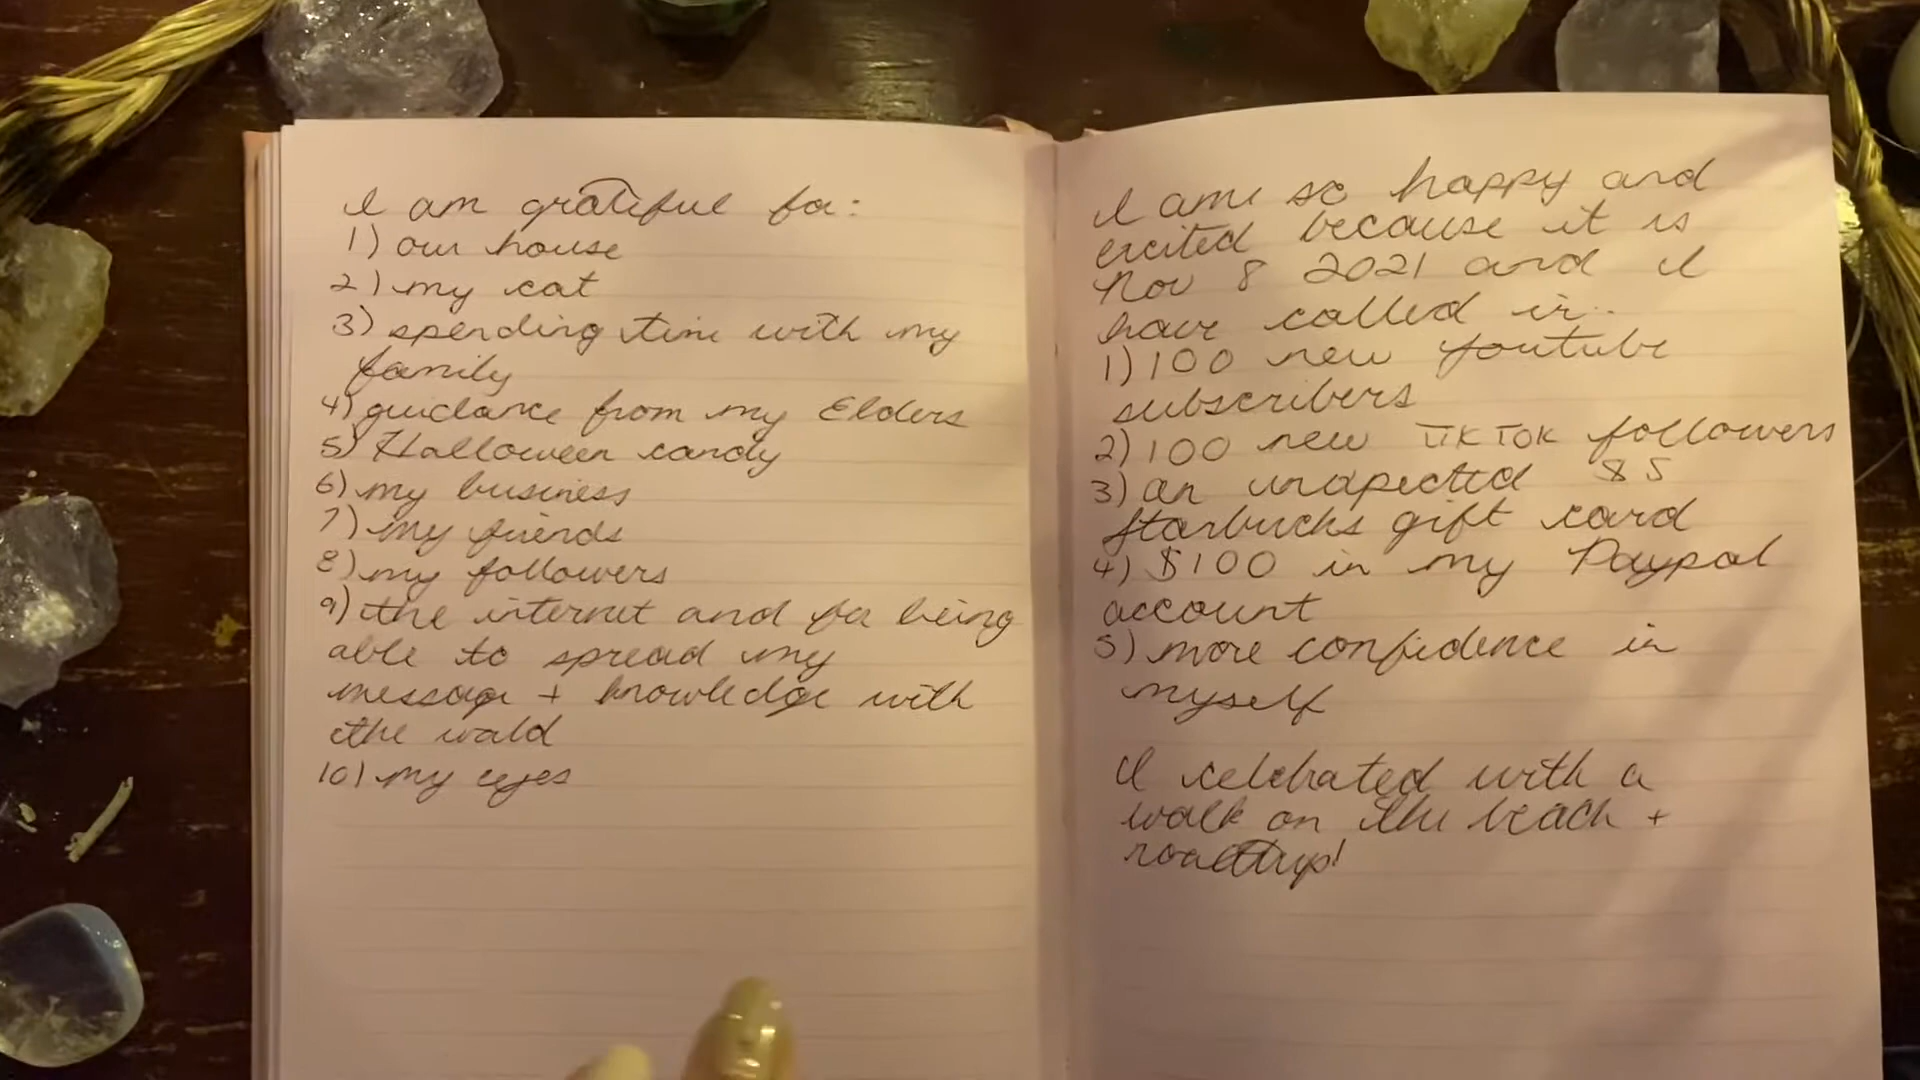 I am grateful for:
1) our house
2) my cat
3) spending time with my
family
4) guidance from my Elders
5) Halloween candy
6) my business
7) my friends
8) my followers
9) the internet and for being
able to spread my
message + knowledge with
the world
10) my eyes
I am so happy and
excited because it is
Nov 8 2021 and I
have called in..
1) 100 new youtube
subscribers
2) 100 new TIKTOK followers
3) an unexpected $5
Starbucks gift card
4) $100 in my Paypal
account
5) more confidence in
myself
I celebrated with a
walk on the beach +
roadtrip!